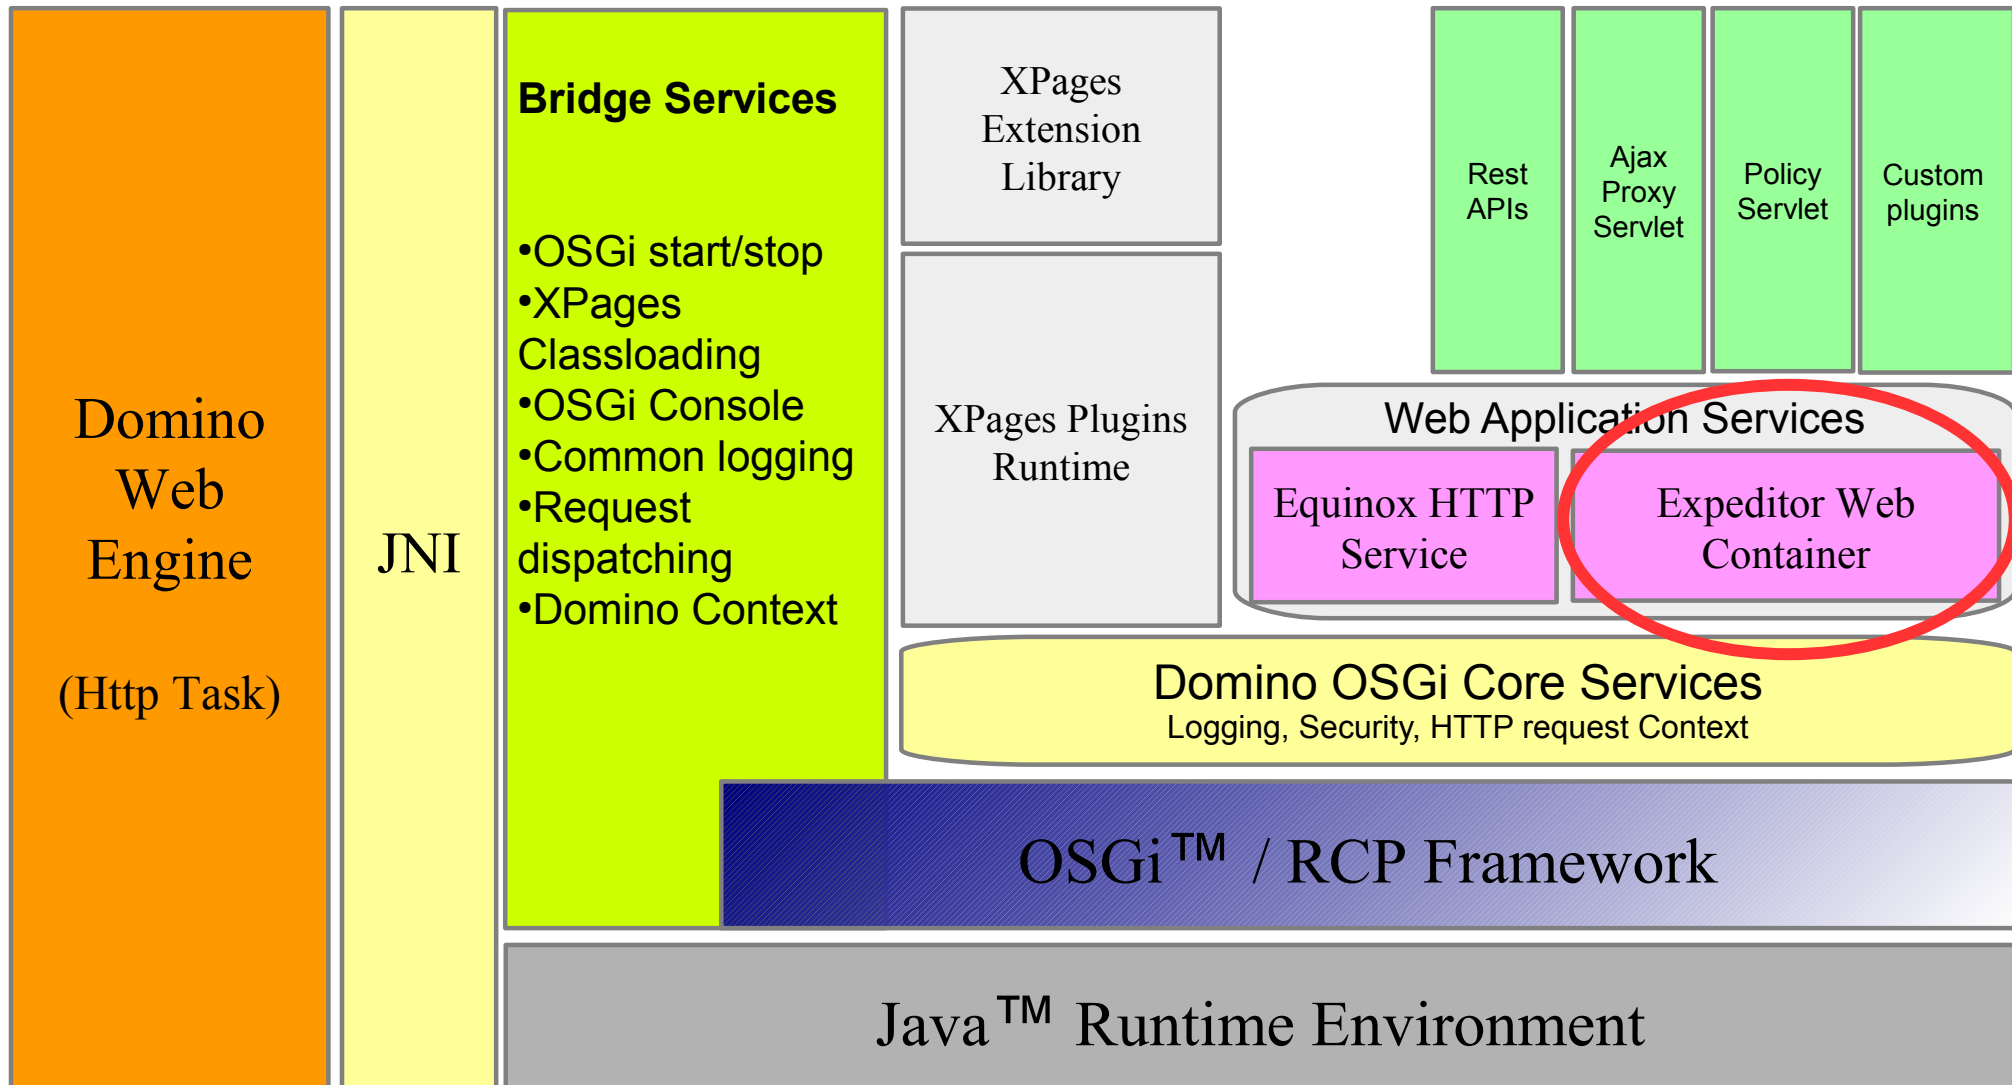 Domino
Web
Engine
(Http Task)
JNI
Bridge Services
•OSGi start/stop
•XPages
Classloading
•OSGi Console
•Common logging
•Request
dispatching
•Domino Context
XPages
Extension
Library
XPages Plugins
Runtime
Rest
APIs
Ajax
Proxy
Servlet
Policy
Servlet
Custom
plugins
Web Application Services
Equinox HTTP
Service
Expeditor Web
Container
Domino OSGi Core Services
Logging, Security, HTTP request Context
OSGi™ / RCP Framework
Java™ Runtime Environment